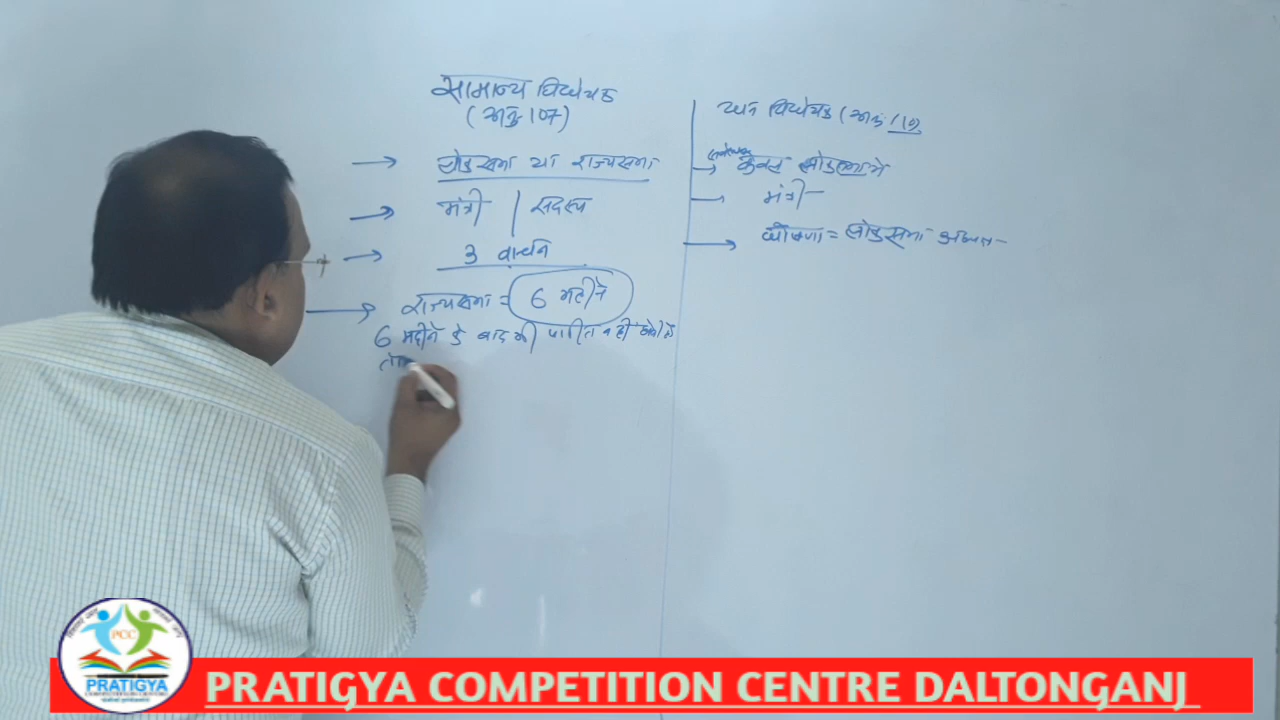 सामान्य विधेयक
(अनु 107)
लोकसभा या राज्यसभा
मंत्री | सदस्य
3 वाचन
राज्यसभा = 6 महीने
6 महीने के बाद भी पारित नहीं
धन विधेयक (अनु 110)
केवल लोकसभा में
मंत्री
घोषणा = लोकसभा अध्यक्ष
PCC
PRATIGYA
PRATIGYA COMPETITION CENTRE DALTONGANJ